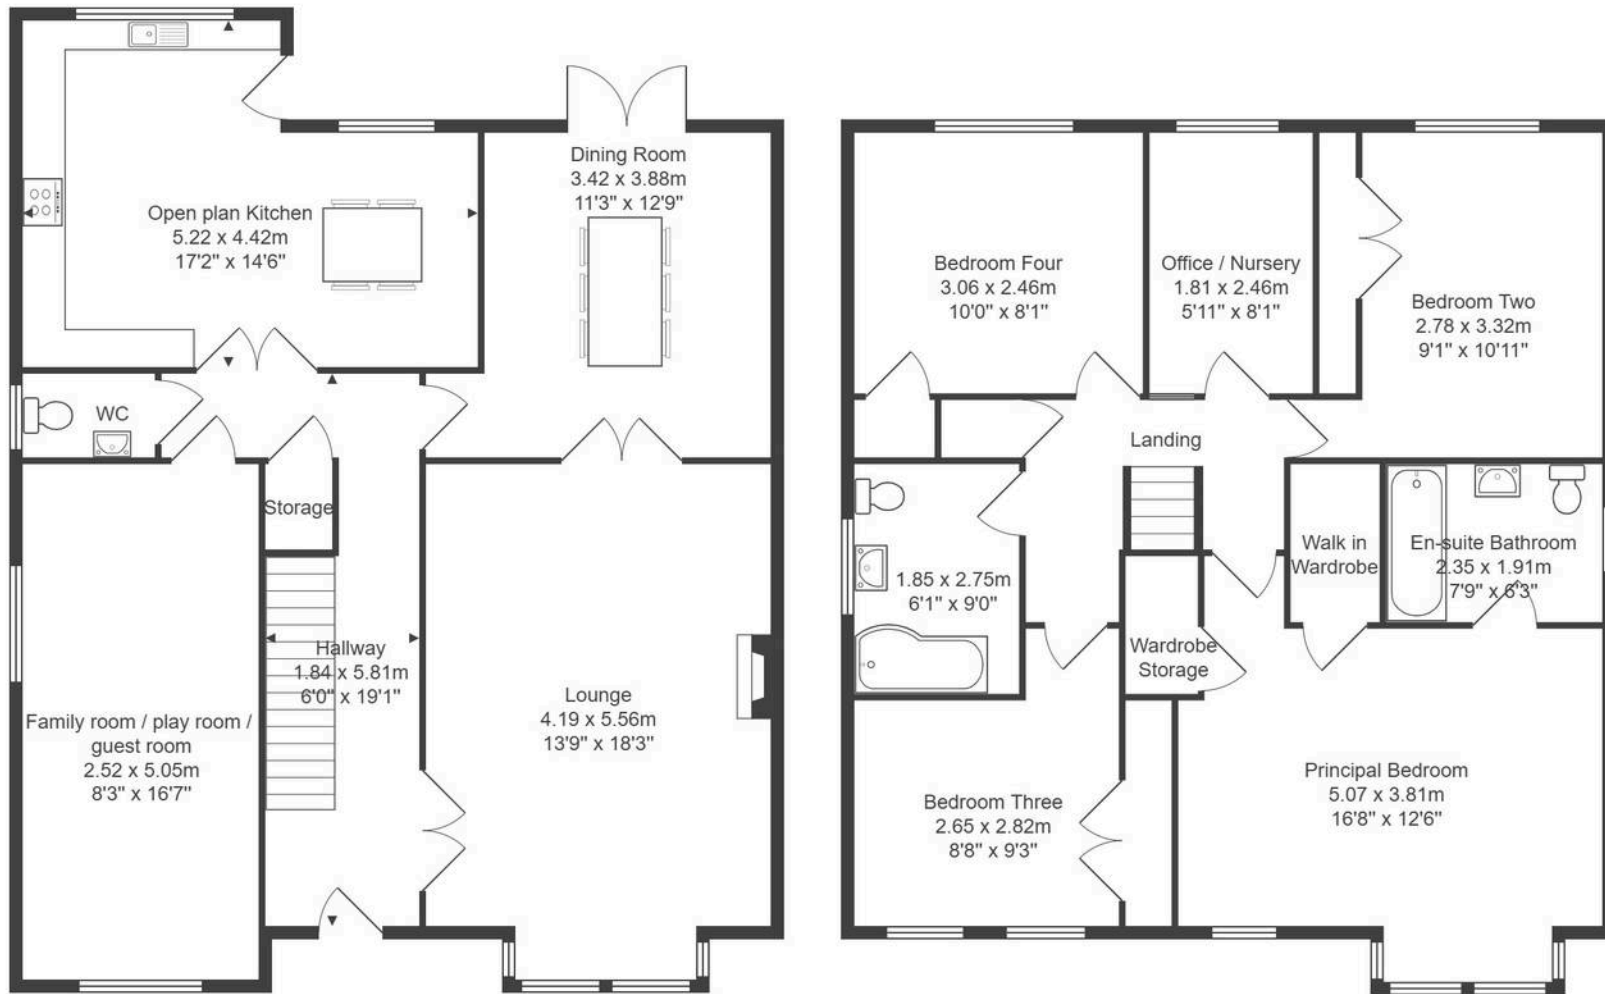 Open plan Kitchen
5.22 x 4.42m
17'2" x 14'6"
Dining Room
3.42 x 3.88m
11'3" x 12'9"
WC
Storage
Hallway
1.84 x 5.81m
6'0" x 19'1"
Family room / play room /
guest room
2.52 x 5.05m
8'3" x 16'7"
Lounge
4.19 x 5.56m
13'9" x 18'3"
Bedroom Four
3.06 x 2.46m
10'0" x 8'1"
Office / Nursery
1.81 x 2.46m
5'11" x 8'1"
Bedroom Two
2.78 x 3.32m
9'1" x 10'11"
Landing
1.85 x 2.75m
6'1" x 9'0"
Walk in
Wardrobe
En-suite Bathroom
2.35 x 1.91m
7'9" x 6'3"
Wardrobe
Storage
Bedroom Three
2.65 x 2.82m
8'8" x 9'3"
Principal Bedroom
5.07 x 3.81m
16'8" x 12'6"